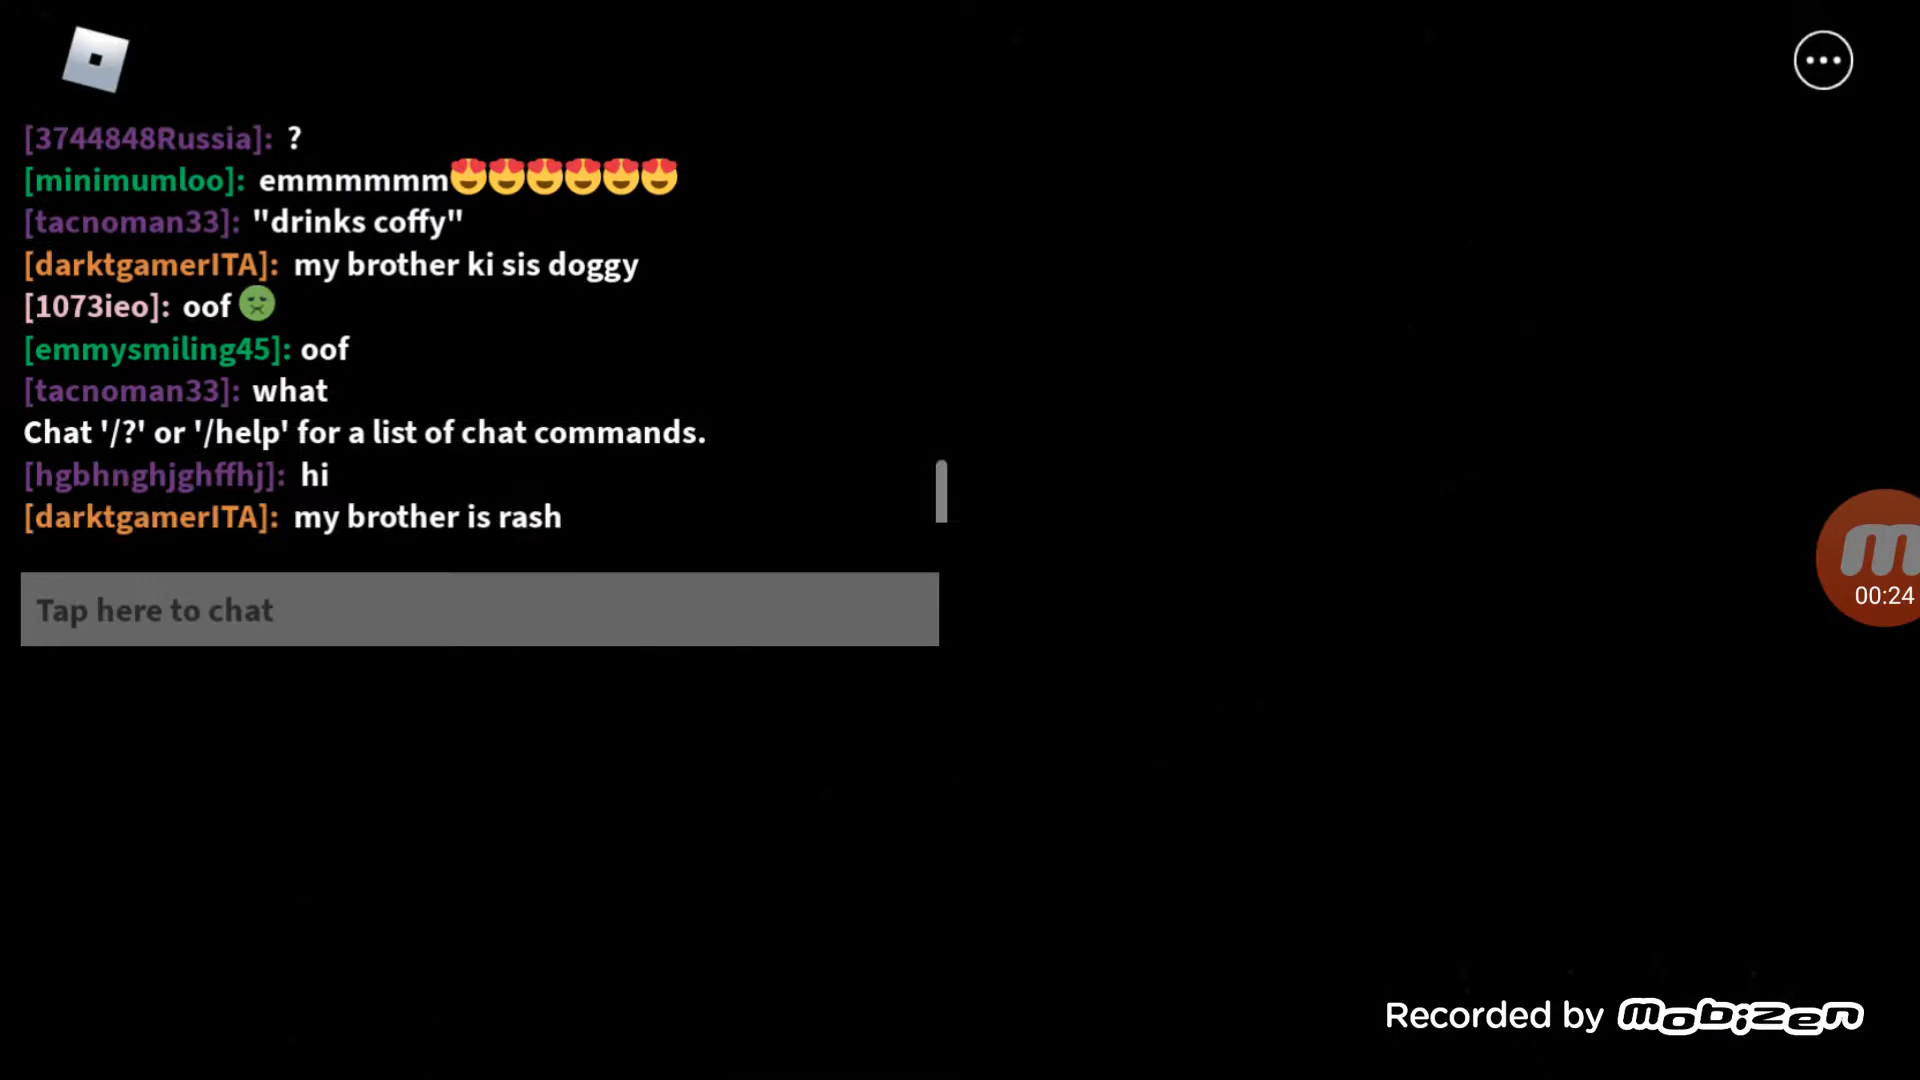 [3744848Russia]: ?
[minimumloo]: emmmmmm😍😍😍😍😍😍
[tacnoman33]: "drinks coffy"
[darktgamerITA]: my brother ki sis doggy
[1073ieo]: oof 🤢
[emmysmiling45]: oof
[tacnoman33]: what
Chat '/?' or '/help' for a list of chat commands.
[hgbhnghjghffhj]: hi
[darktgamerITA]: my brother is rash
Tap here to chat
00:24
Recorded by mobizen